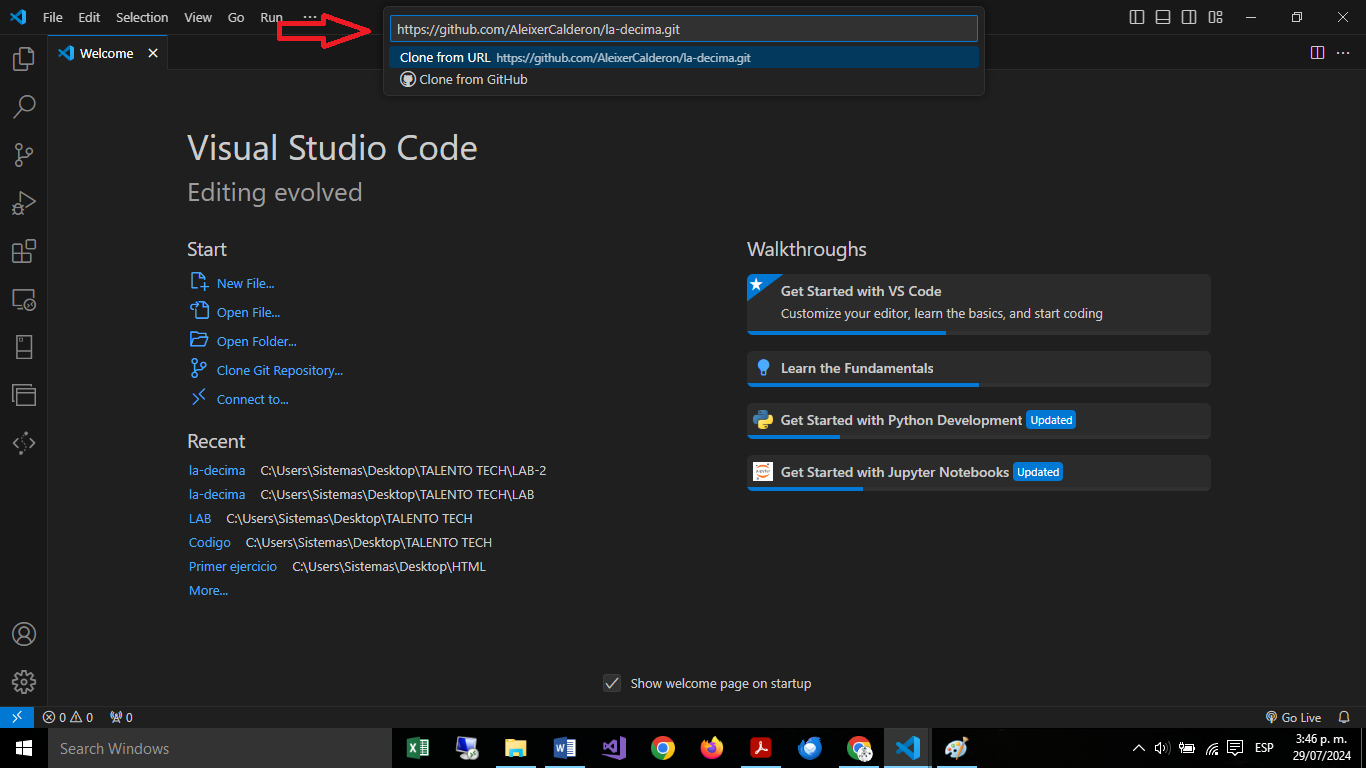 File Edit Selection View Go Run ···
https://github.com/AleixerCalderon/la-decima.git
Clone from URL https://github.com/AleixerCalderon/la-decima.git
Clone from GitHub
Welcome
Visual Studio Code
Editing evolved
Start
New File...
Open File...
Open Folder...
Clone Git Repository...
Connect to...
Recent
la-decima C:\Users\Sistemas\Desktop\TALENTO TECH\LAB-2
la-decima C:\Users\Sistemas\Desktop\TALENTO TECH\LAB
LAB C:\Users\Sistemas\Desktop\TALENTO TECH
Codigo C:\Users\Sistemas\Desktop\TALENTO TECH
Primer ejercicio C:\Users\Sistemas\Desktop\HTML
More...
Walkthroughs
Get Started with VS Code
Customize your editor, learn the basics, and start coding
Learn the Fundamentals
Get Started with Python Development Updated
Get Started with Jupyter Notebooks Updated
Show welcome page on startup
0 0 0
Go Live
Search Windows
ESP
3:46 p. m.
29/07/2024